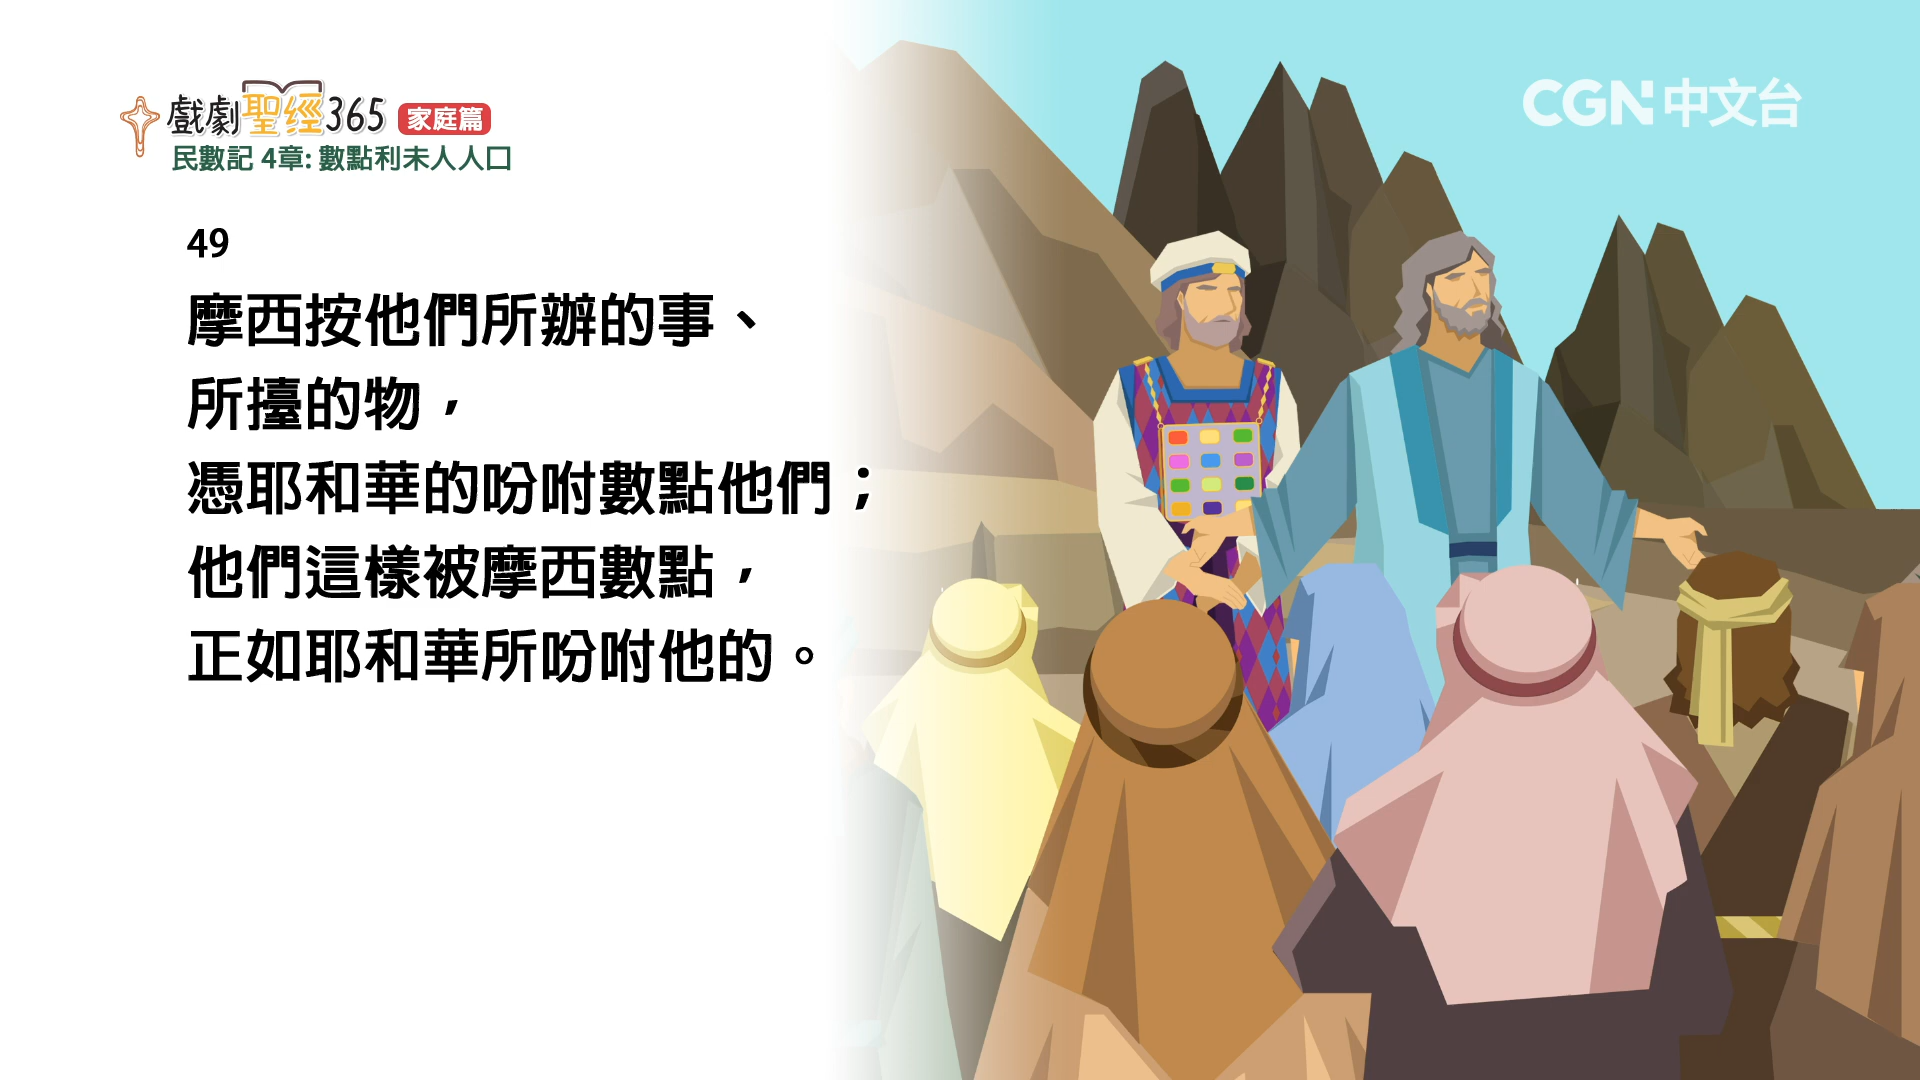 戲劇聖經365 家庭篇
民數記 4章: 數點利未人人口
CGN 中文台
49
摩西按他們所辦的事、
所擡的物，
憑耶和華的吩咐數點他們；
他們這樣被摩西數點，
正如耶和華所吩咐他的。